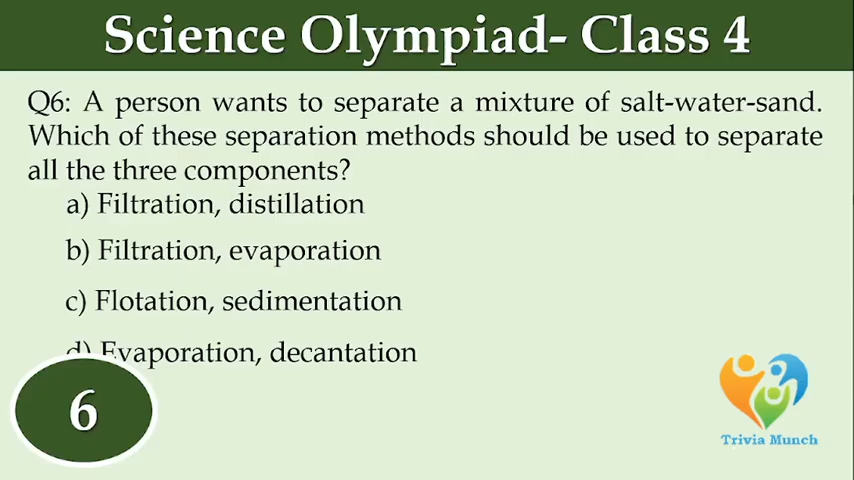 Science Olympiad- Class 4
Q6: A person wants to separate a mixture of salt-water-sand.
Which of these separation methods should be used to separate
all the three components?
a) Filtration, distillation
b) Filtration, evaporation
c) Flotation, sedimentation
d) Evaporation, decantation
6
Trivia Munch